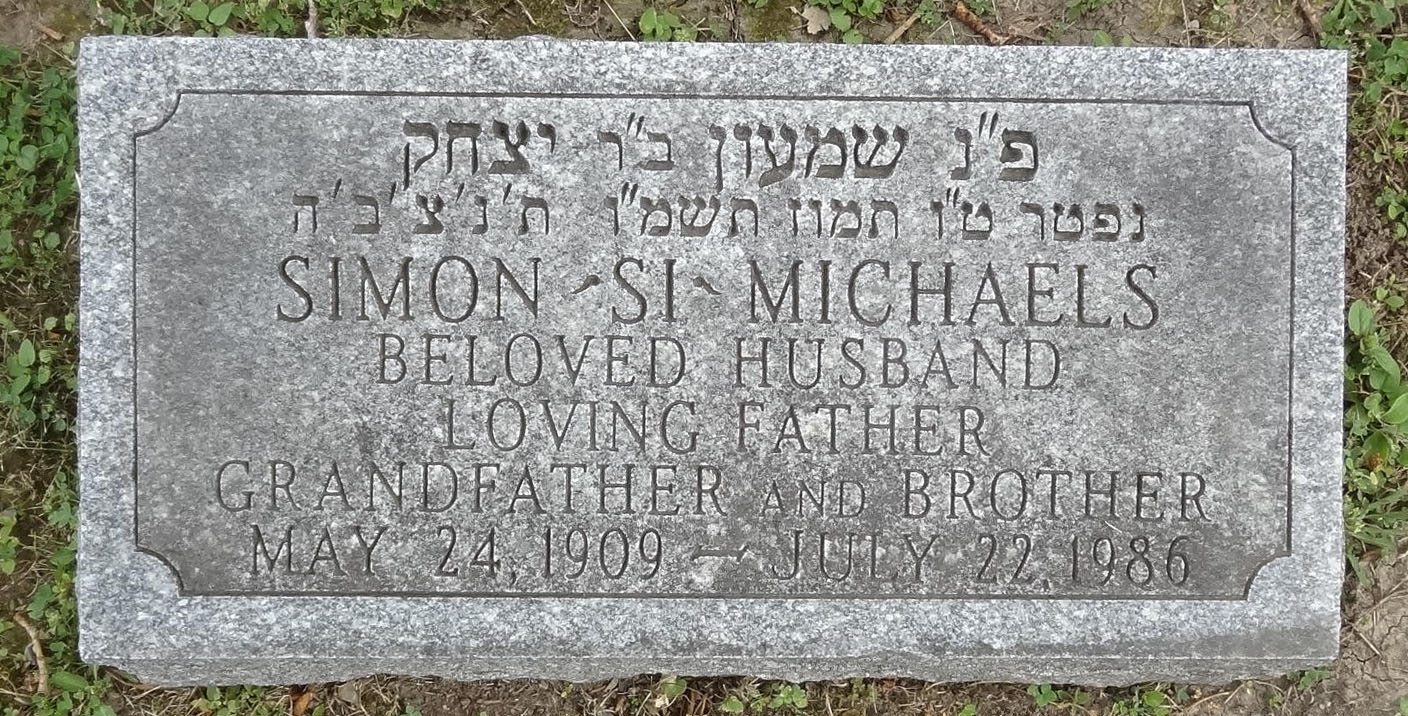 פ"נ שמעון ב"ר יצחק
נפטר ט"ו תמוז תשמ"ו ת'נ'צ'ב'ה
SIMON ~SI~ MICHAELS
BELOVED HUSBAND
LOVING FATHER
GRANDFATHER AND BROTHER
MAY 24, 1909 ~ JULY 22, 1986